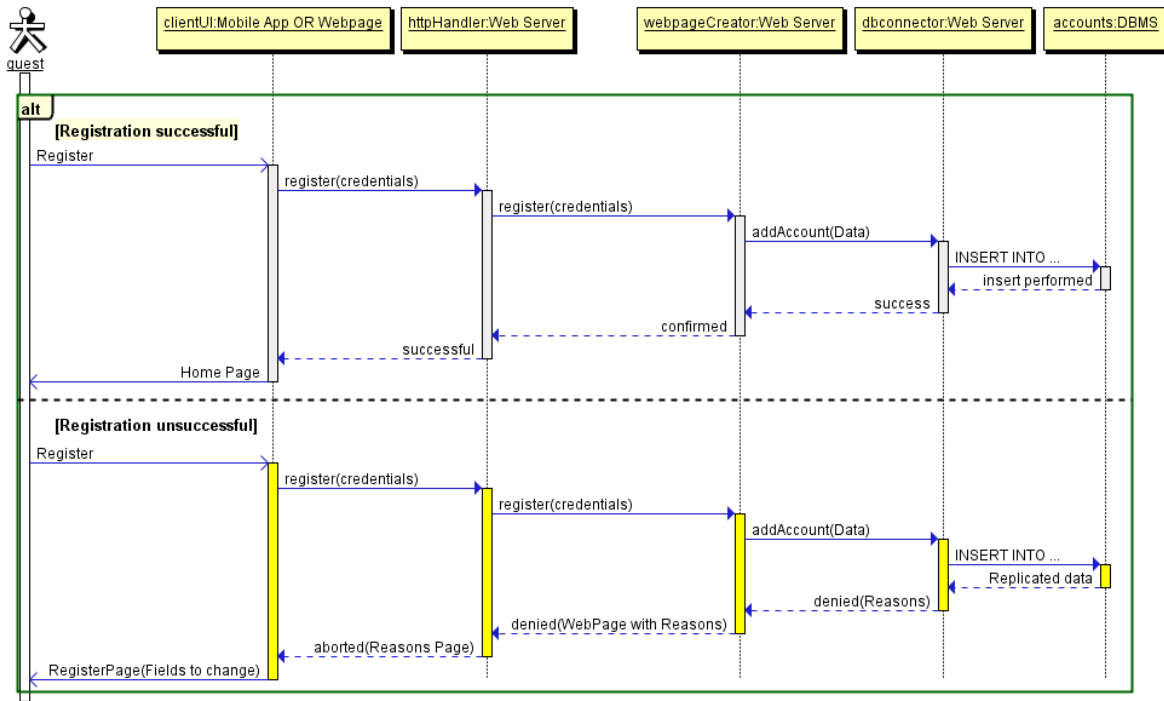 clientUI:Mobile App OR Webpage
httpHandler:Web Server
webpageCreator:Web Server
dbconnector:Web Server
accounts:DBMS
guest
alt
[Registration successful]
Register
register(credentials)
register(credentials)
addAccount(Data)
INSERT INTO ...
insert performed
success
confirmed
successful
Home Page
[Registration unsuccessful]
Register
register(credentials)
register(credentials)
addAccount(Data)
INSERT INTO ...
Replicated data
denied(Reasons)
denied(WebPage with Reasons)
aborted(Reasons Page)
RegisterPage(Fields to change)